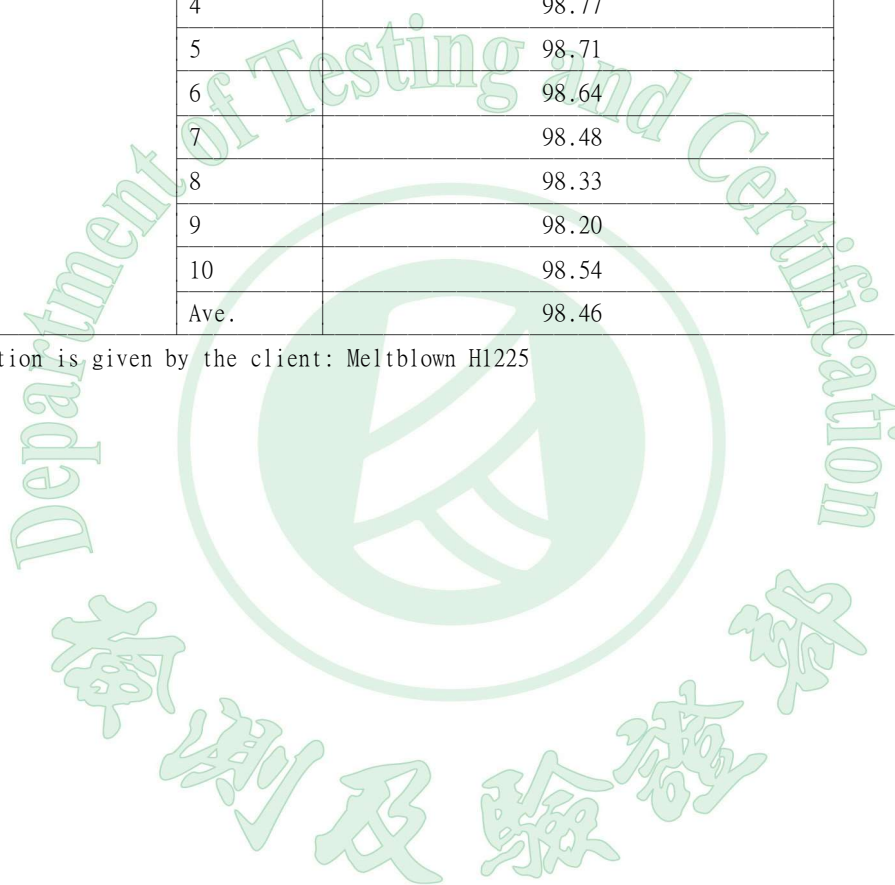 4 98.77
5 98.71
6 98.64
7 98.48
8 98.33
9 98.20
10 98.54
Ave. 98.46
tion is given by the client: Meltblown H1225
Department of Testing and Certification
檢測及驗證部